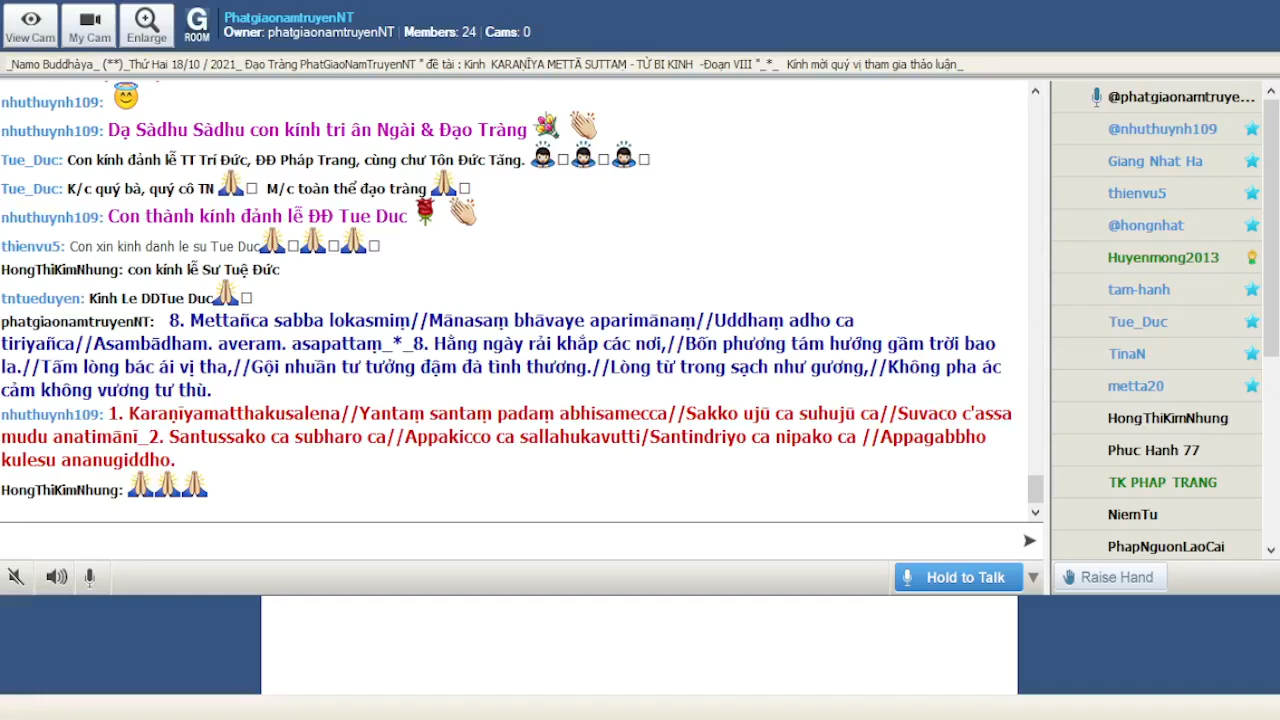 View Cam
My Cam
Enlarge
G
ROOM
PhatgiaonamtruyenNT
Owner: phatgiaonamtruyenNT | Members: 24 | Cams: 0
_Namo Buddhàya_ (**)_Thứ Hai 18/10 / 2021_ Đạo Tràng PhatGiaoNamTruyenNT " đề tài : Kinh KARAṆĪYA METTĀ SUTTAṂ - TỪ BI KINH -Đoạn VIII "_*_ Kính mời quý vị tham gia thảo luận_
nhuthuynh109:
nhuthuynh109: Dạ Sàdhu Sàdhu con kính tri ân Ngài & Đạo Tràng
Tue_Duc: Con kính đảnh lễ TT Trí Đức, ĐĐ Pháp Trang, cùng chư Tôn Đức Tăng.
Tue_Duc: K/c quý bà, quý cô TN M/c toàn thể đạo tràng
nhuthuynh109: Con thành kính đảnh lễ ĐĐ Tue Duc
thienvu5: Con xin kinh danh le su Tue Duc
HongThiKimNhung: con kính lễ Sư Tuệ Đức
tntueduyen: Kinh Le DDTue Duc
phatgiaonamtruyenNT: 8. Mettañca sabba lokasmiṃ//Mānasaṃ bhāvaye aparimānaṃ//Uddhaṃ adho ca
tiriyañca//Asambādham. averam. asapattaṃ_*_8. Hằng ngày rải khắp các nơi,//Bốn phương tám hướng gầm trời bao
la.//Tấm lòng bác ái vị tha,//Gội nhuần tư tưởng đậm đà tình thương.//Lòng từ trong sạch như gương,//Không pha ác
cảm không vương tư thù.
nhuthuynh109: 1. Karaṇīyamatthakusalena//Yantaṃ santaṃ padaṃ abhisamecca//Sakko ujū ca suhujū ca//Suvaco c'assa
mudu anatimānī_2. Santussako ca subharo ca//Appakicco ca sallahukavutti/Santindriyo ca nipako ca //Appagabbho
kulesu ananugiddho.
HongThiKimNhung:
Hold to Talk
@phatgiaonamtruye...
@nhuthuynh109
Giang Nhat Ha
thienvu5
@hongnhat
Huyenmong2013
tam-hanh
Tue_Duc
TinaN
metta20
HongThiKimNhung
Phuc Hanh 77
TK PHAP TRANG
NiemTu
PhapNguonLaoCai
Raise Hand